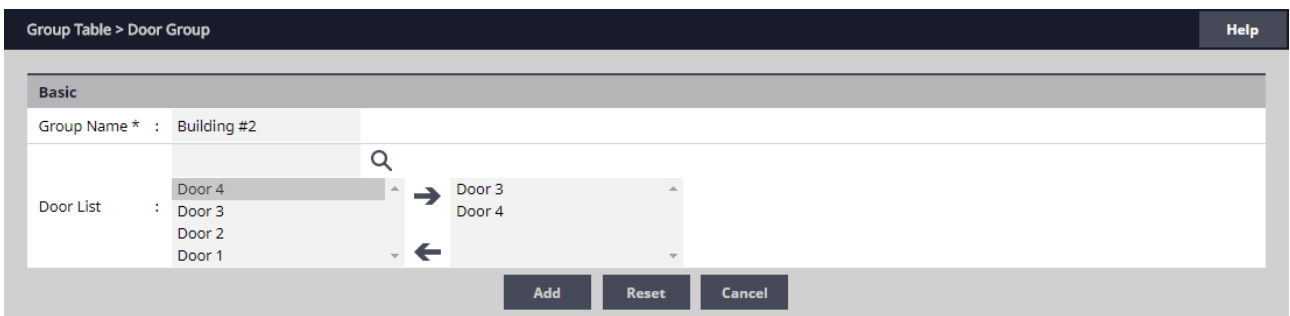 Group Table > Door Group
Help
Basic
Group Name * : Building #2
Door List :
Door 4
Door 3
Door 2
Door 1
Door 3
Door 4
Add Reset Cancel